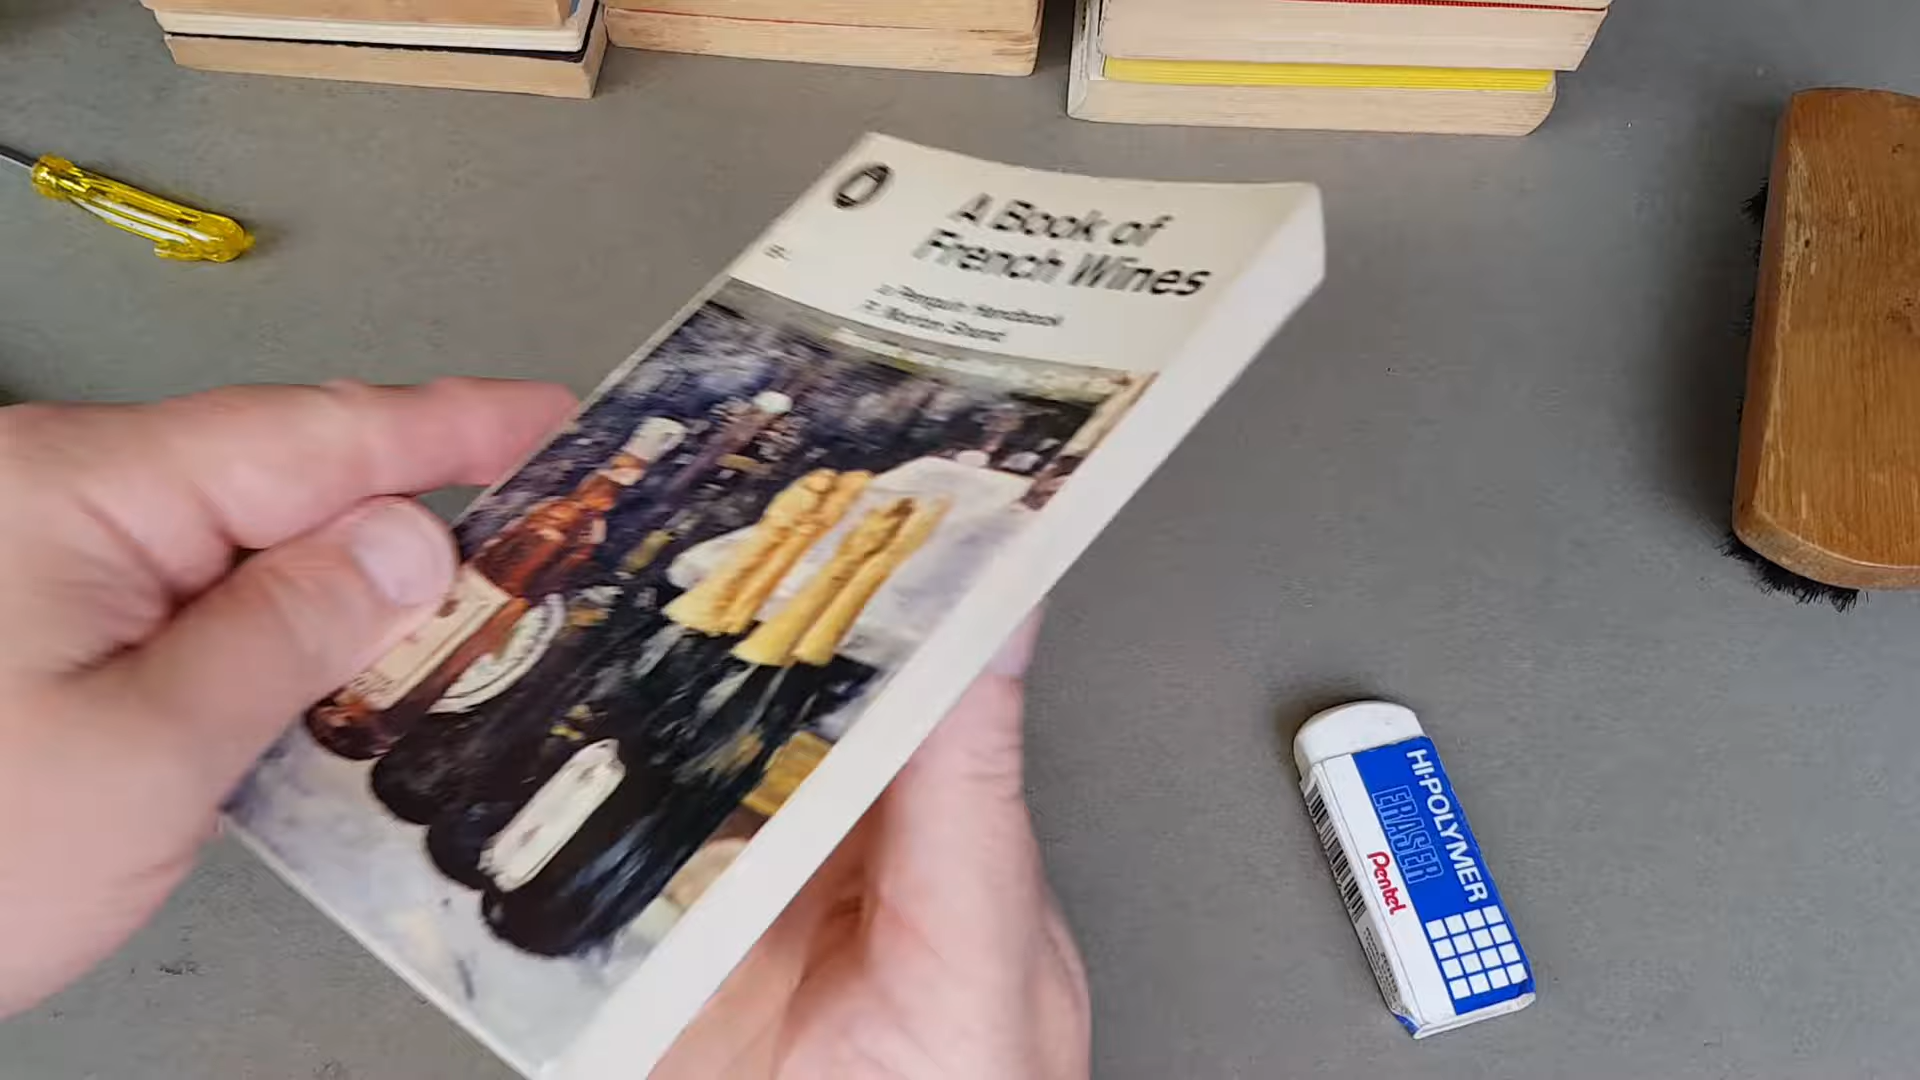 A Book of
French Wines
a Penguin Handbook
P. Morton Shand
HI-POLYMER
ERASER
Pentel